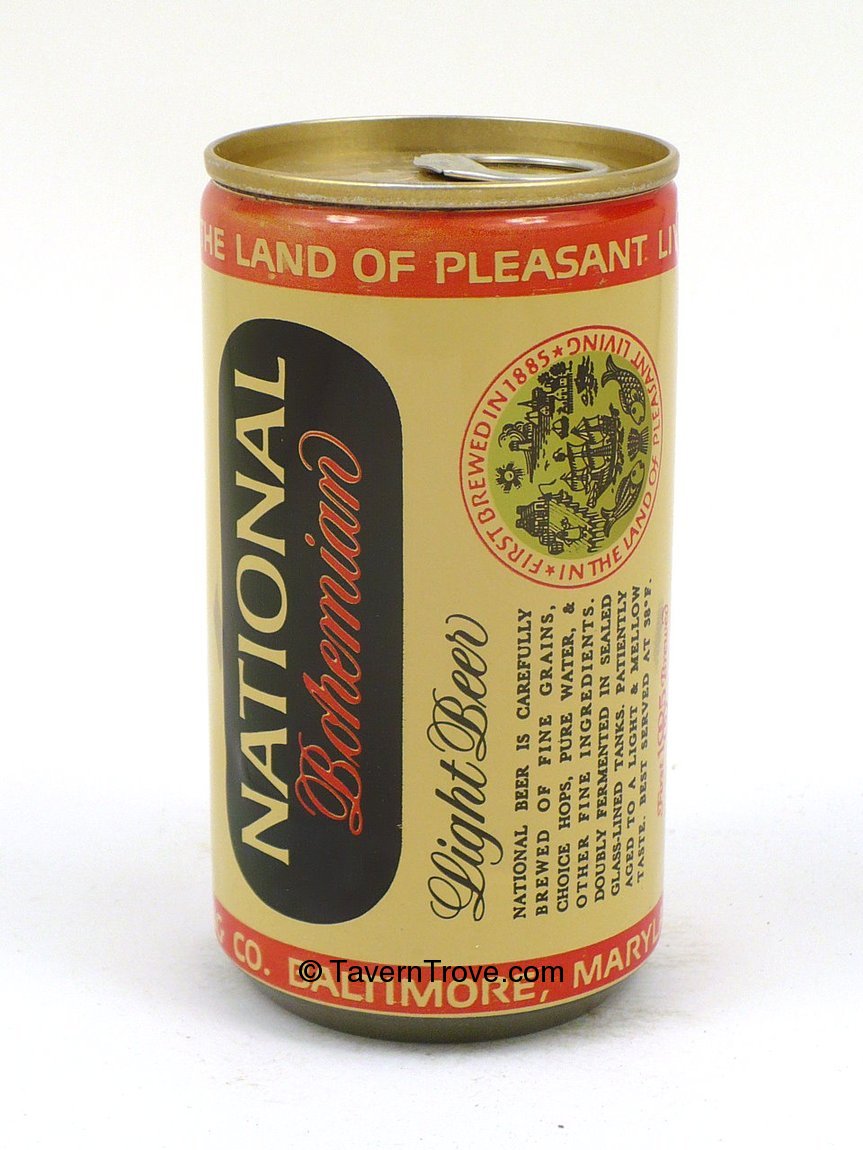 THE LAND OF PLEASANT
NATIONAL
Bohemian
Light Beer
★ FIRST BREWED IN 1885 ★
IN THE LAND OF PLEASANT LIVING
NATIONAL BEER IS CAREFULLY
BREWED OF FINE GRAINS,
CHOICE HOPS, PURE WATER, &
OTHER FINE INGREDIENTS.
DOUBLY FERMENTED IN SEALED
GLASS-LINED TANKS. PATIENTLY
AGED TO A LIGHT & MELLOW
TASTE. BEST SERVED AT 38°F.
CO. BALTIMORE, MARYL
© TavernTrove.com